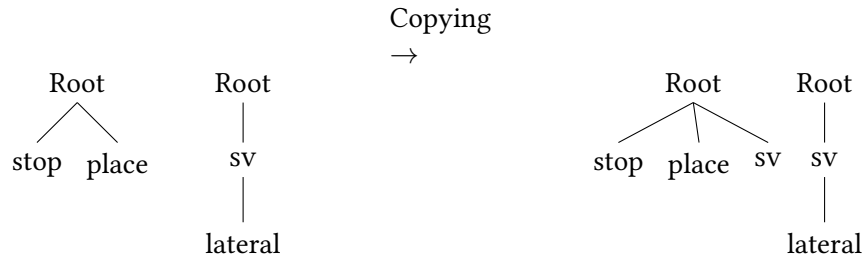 Copying
→
Root Root Root Root
stop place sv stop place sv sv
lateral lateral